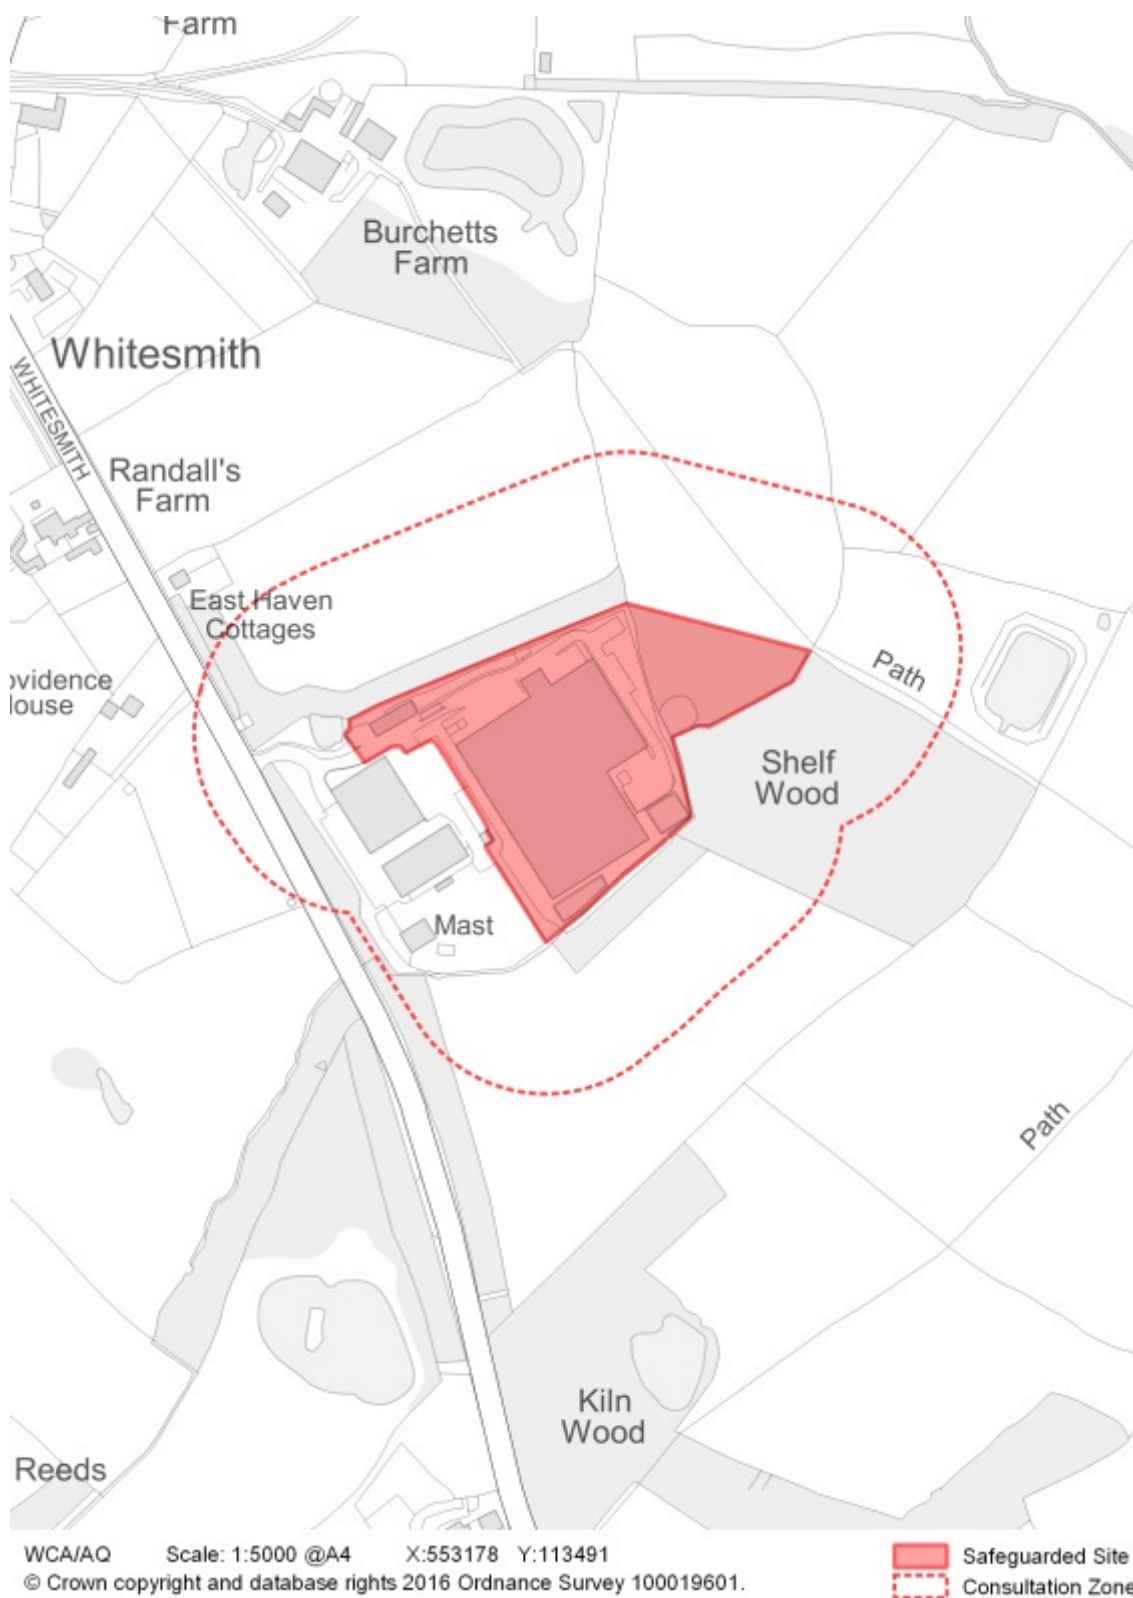 Farm
Burchetts
Farm
Whitesmith
WHITESMITH
Randall's
Farm
East Haven
Cottages
ovidence
louse
Path
Shelf
Wood
Mast
Path
Kiln
Wood
Reeds
WCA/AQ Scale: 1:5000 @A4 X:553178 Y:113491
© Crown copyright and database rights 2016 Ordnance Survey 100019601.
Safeguarded Site
Consultation Zone